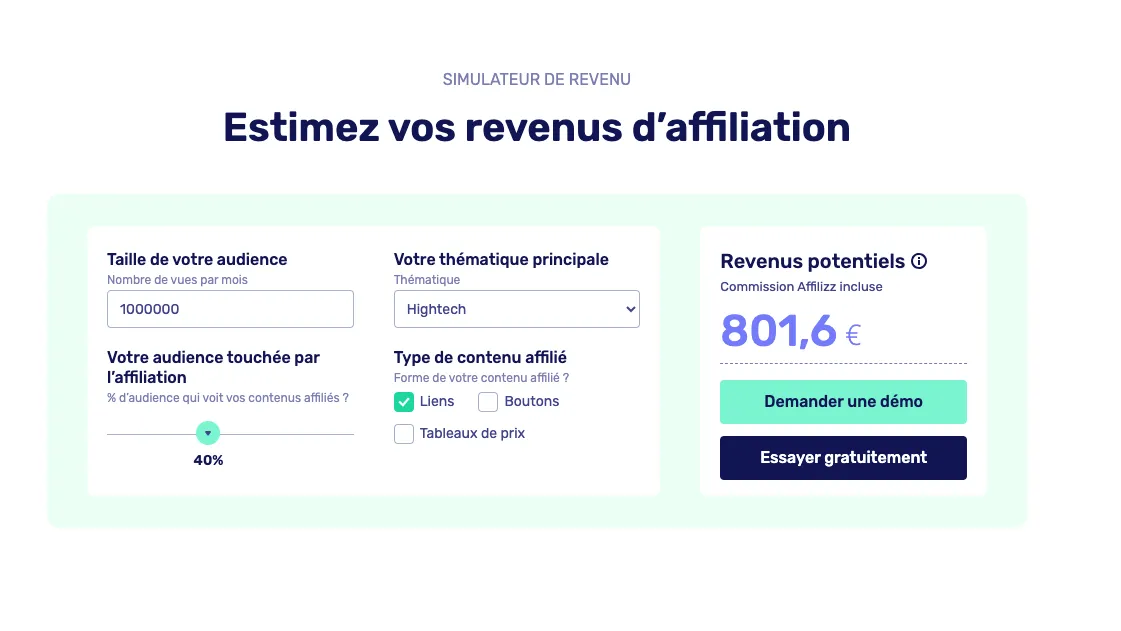 SIMULATEUR DE REVENU
Estimez vos revenus d’affiliation
Taille de votre audience
Nombre de vues par mois
1000000
Votre audience touchée par
l’affiliation
% d’audience qui voit vos contenus affiliés ?
40%
Votre thématique principale
Thématique
Hightech
Type de contenu affilié
Forme de votre contenu affilié ?
Liens Boutons
Tableaux de prix
Revenus potentiels
Commission Affilizz incluse
801,6 €
Demander une démo
Essayer gratuitement